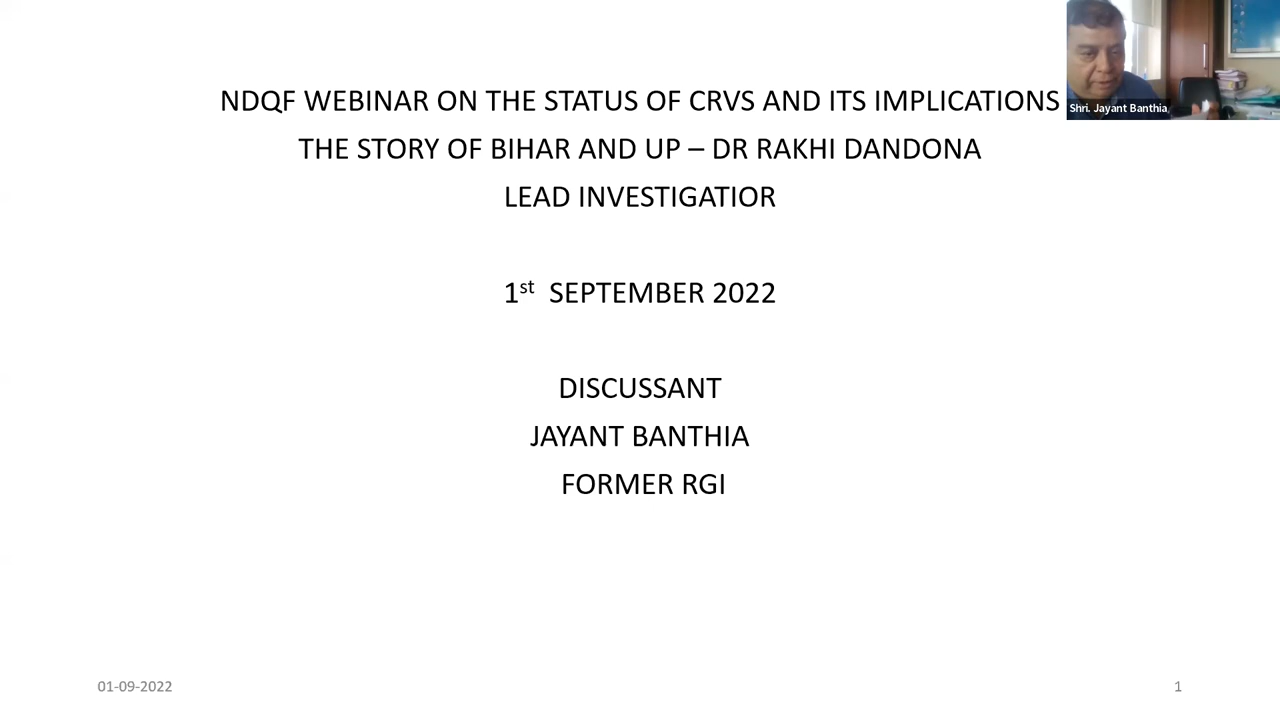 NDQF WEBINAR ON THE STATUS OF CRVS AND ITS IMPLICATIONS
Shri. Jayant Banthia
THE STORY OF BIHAR AND UP – DR RAKHI DANDONA
LEAD INVESTIGATIOR
1st SEPTEMBER 2022
DISCUSSANT
JAYANT BANTHIA
FORMER RGI
01-09-2022
1